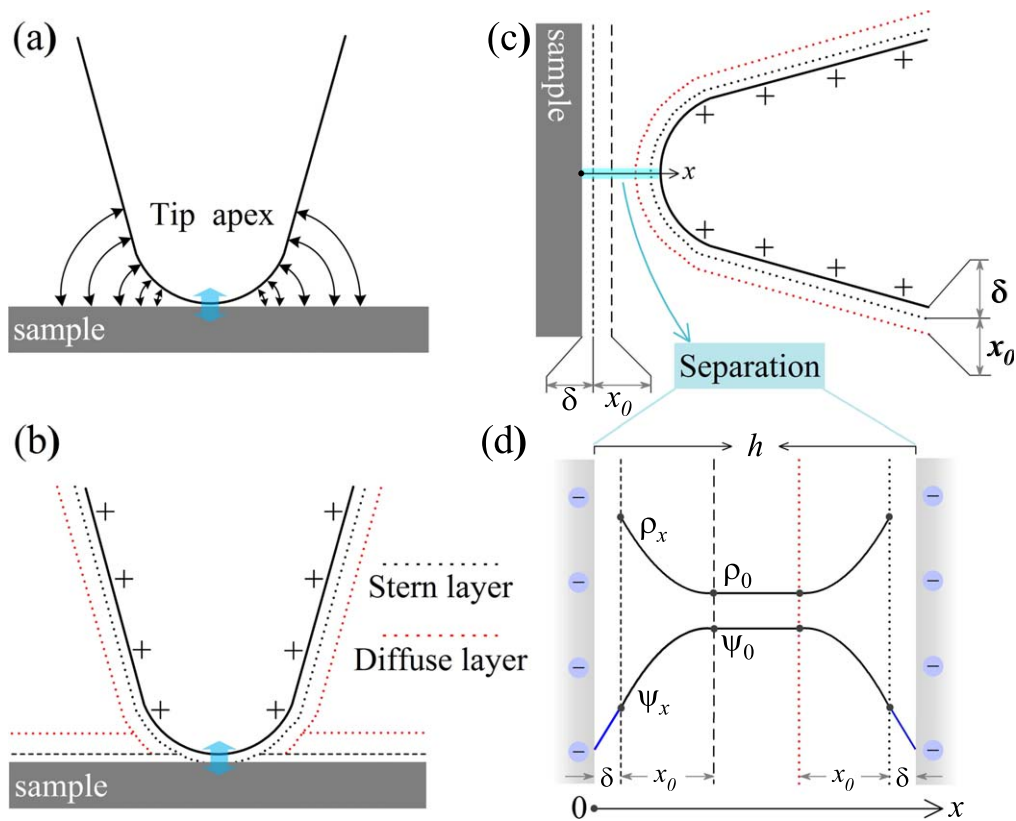 (a)
Tip apex
sample
(b)
+ +
+ +
+ +
+ +
Stern layer
Diffuse layer
sample
(c)
sample
+ + + +
x
+ + + +
δ
x₀
δ x₀
Separation
(d)
h
− −
ρₓ
ρ₀
− −
ψ₀
− −
ψₓ
− −
δ x₀ x₀ δ
0 x